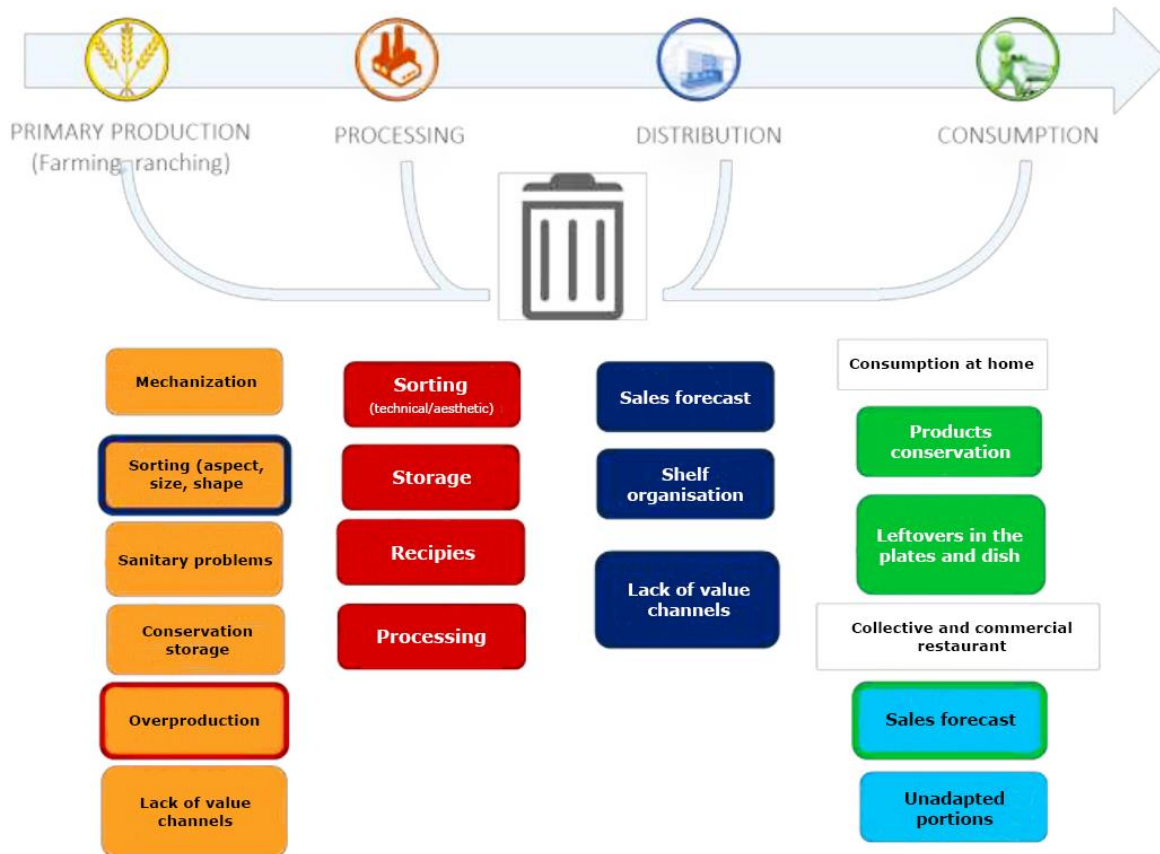 PRIMARY PRODUCTION
(Farming, ranching)
PROCESSING
DISTRIBUTION
CONSUMPTION
Mechanization
Sorting (aspect,
size, shape
Sanitary problems
Conservation
storage
Overproduction
Lack of value
channels
Sorting
(technical/aesthetic)
Storage
Recipies
Processing
Sales forecast
Shelf
organisation
Lack of value
channels
Consumption at home
Products
conservation
Leftovers in the
plates and dish
Collective and commercial
restaurant
Sales forecast
Unadapted
portions